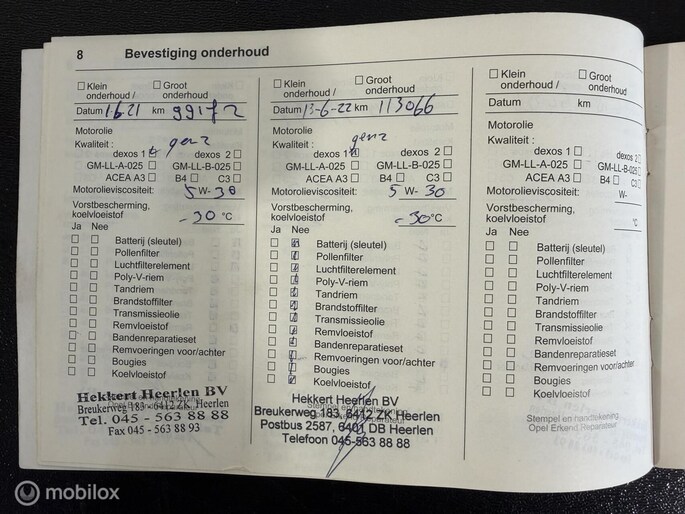 8 Bevestiging onderhoud
☐ Klein onderhoud / ☐ Groot onderhoud
Datum 1-6-21 km 99172
Motorolie
Kwaliteit :
dexos 1 ☑ dexos 2 ☐
GM-LL-A-025 ☐ GM-LL-B-025 ☐
ACEA A3 ☐ B4 ☐ C3 ☐
Motorolieviscositeit: 5 W- 30
Vorstbescherming,
koelvloeistof -30 °C
Ja Nee
☐ ☐ Batterij (sleutel)
☐ ☐ Pollenfilter
☐ ☐ Luchtfilterelement
☐ ☐ Poly-V-riem
☐ ☐ Tandriem
☐ ☐ Brandstoffilter
☐ ☐ Transmissieolie
☐ ☐ Remvloeistof
☐ ☐ Bandenreparatieset
☐ ☐ Remvoeringen voor/achter
☐ ☐ Bougies
☐ ☐ Koelvloeistof
Hekkert Heerlen BV
Breukerweg 183 - 6412 ZK Heerlen
Tel. 045 - 563 88 88
Fax 045 - 563 88 93
☐ Klein onderhoud / ☐ Groot onderhoud
Datum 13-6-22 km 113066
Motorolie
Kwaliteit :
dexos 1 ☑ dexos 2 ☐
GM-LL-A-025 ☐ GM-LL-B-025 ☐
ACEA A3 ☐ B4 ☐ C3 ☐
Motorolieviscositeit: 5 W- 30
Vorstbescherming,
koelvloeistof -30 °C
Ja Nee
☐ ☑ Batterij (sleutel)
☐ ☑ Pollenfilter
☐ ☑ Luchtfilterelement
☐ ☑ Poly-V-riem
☐ ☑ Tandriem
☐ ☑ Brandstoffilter
☐ ☑ Transmissieolie
☐ ☑ Remvloeistof
☐ ☑ Bandenreparatieset
☐ ☑ Remvoeringen voor/achter
☐ ☑ Bougies
☐ ☑ Koelvloeistof
Hekkert Heerlen BV
Breukerweg 183, 6412 ZK Heerlen
Postbus 2587, 6401 DB Heerlen
Telefoon 045-563 88 88
☐ Klein onderhoud / ☐ Groot onderhoud
Datum km
Motorolie
Kwaliteit :
dexos 1 ☐ dexos 2 ☐
GM-LL-A-025 ☐ GM-LL-B-025 ☐
ACEA A3 ☐ B4 ☐ C3 ☐
Motorolieviscositeit: W-
Vorstbescherming,
koelvloeistof °C
Ja Nee
☐ ☐ Batterij (sleutel)
☐ ☐ Pollenfilter
☐ ☐ Luchtfilterelement
☐ ☐ Poly-V-riem
☐ ☐ Tandriem
☐ ☐ Brandstoffilter
☐ ☐ Transmissieolie
☐ ☐ Remvloeistof
☐ ☐ Bandenreparatieset
☐ ☐ Remvoeringen voor/achter
☐ ☐ Bougies
☐ ☐ Koelvloeistof
Stempel en handtekening
Opel Erkend Reparateur
mobilox